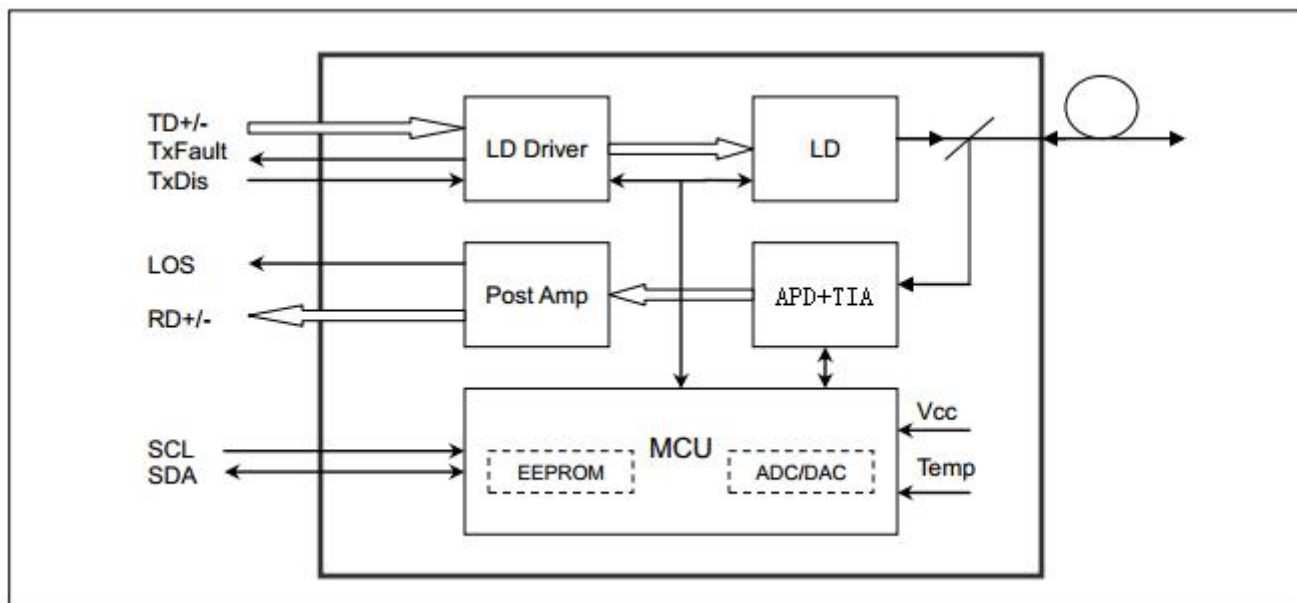 TD+/-
TxFault
TxDis
LD Driver
LD
LOS
RD+/-
Post Amp
APD+TIA
SCL
SDA
MCU
EEPROM
ADC/DAC
Vcc
Temp